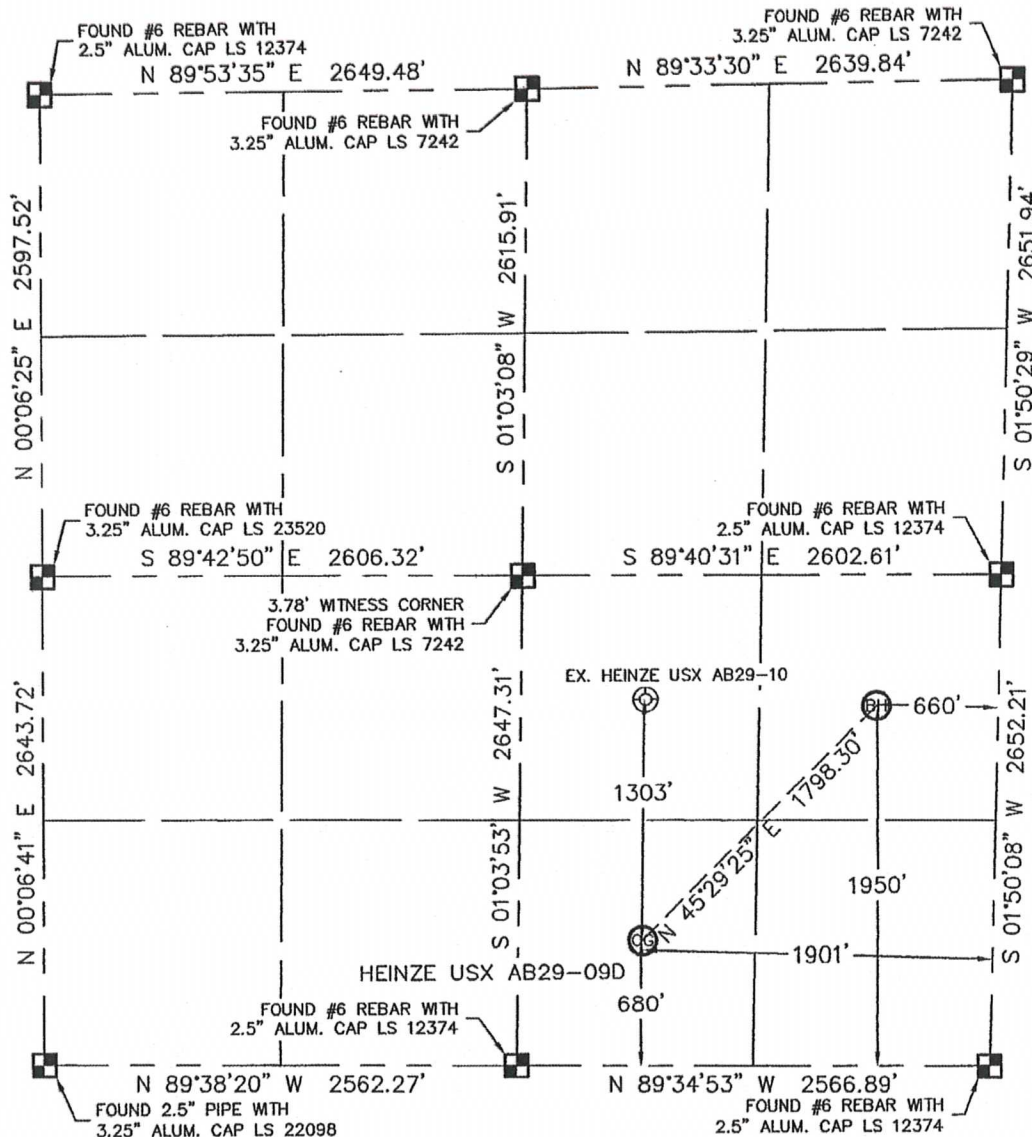 FOUND #6 REBAR WITH
2.5" ALUM. CAP LS 12374
N 89°53'35" E 2649.48'
FOUND #6 REBAR WITH
3.25" ALUM. CAP LS 7242
N 89°33'30" E 2639.84'
FOUND #6 REBAR WITH
3.25" ALUM. CAP LS 7242
N 00°06'25" E 2597.52'
S 01°03'08" W 2615.91'
S 01°50'29" W 2651.94'
FOUND #6 REBAR WITH
3.25" ALUM. CAP LS 23520
S 89°42'50" E 2606.32'
FOUND #6 REBAR WITH
2.5" ALUM. CAP LS 12374
S 89°40'31" E 2602.61'
3.78' WITNESS CORNER
FOUND #6 REBAR WITH
3.25" ALUM. CAP LS 7242
EX. HEINZE USX AB29-10
BH
660'
N 00°06'41" E 2643.72'
S 01°03'53" W 2647.31'
1303'
N 45°29'25" E 1798.30'
1950'
S 01°50'08" W 2652.21'
OG
1901'
HEINZE USX AB29-09D
680'
FOUND #6 REBAR WITH
2.5" ALUM. CAP LS 12374
N 89°38'20" W 2562.27'
N 89°34'53" W 2566.89'
FOUND 2.5" PIPE WITH
3.25" ALUM. CAP LS 22098
FOUND #6 REBAR WITH
2.5" ALUM. CAP LS 12374